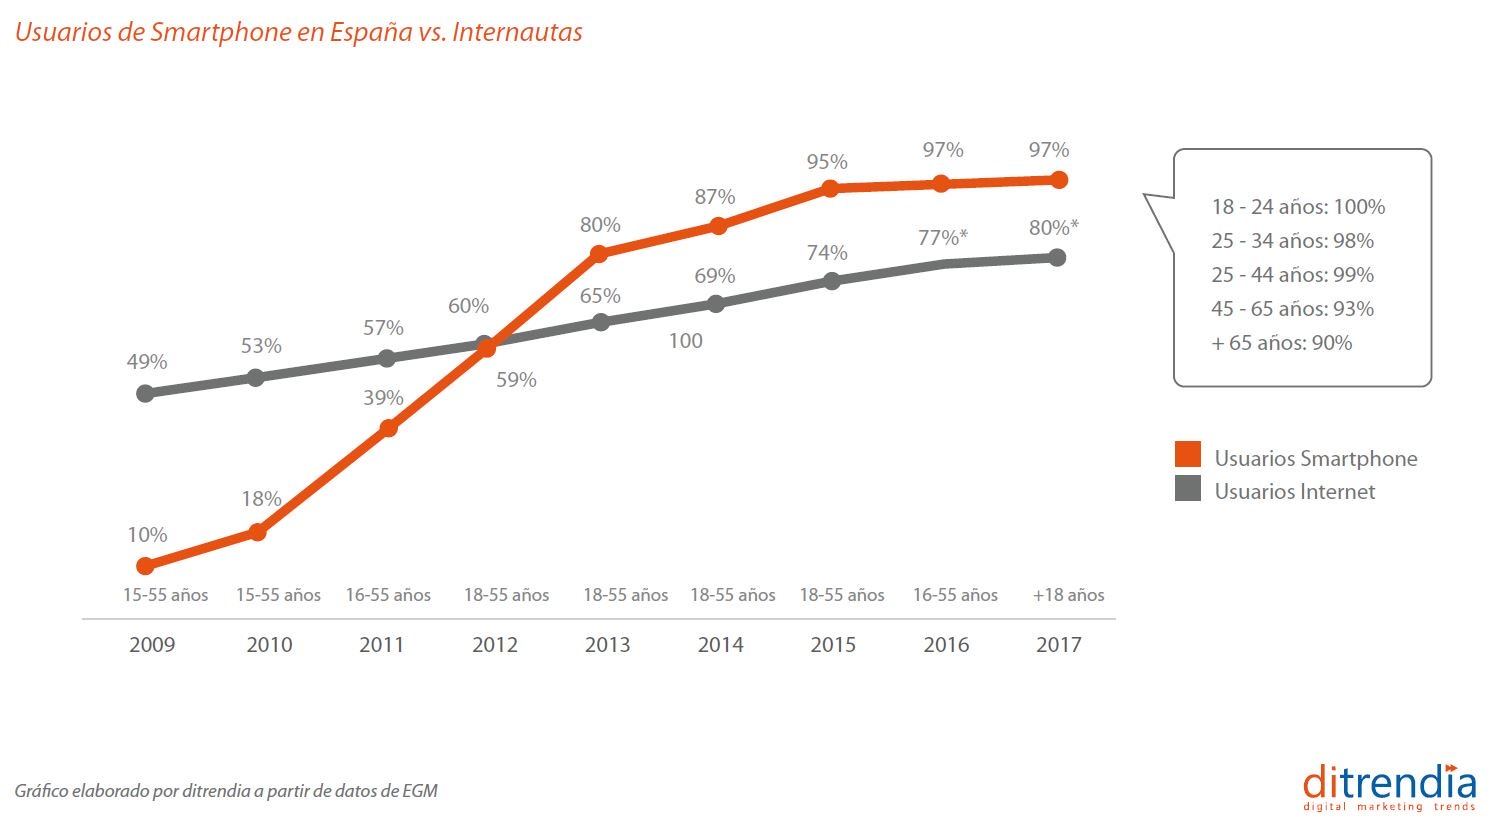 Usuarios de Smartphone en España vs. Internautas
97% 97%
95%
87%
80%
80%*
77%*
74%
69%
65%
60%
57%
53%
49%
100
59%
39%
18%
10%
18 - 24 años: 100%
25 - 34 años: 98%
25 - 44 años: 99%
45 - 65 años: 93%
+ 65 años: 90%
Usuarios Smartphone
Usuarios Internet
15-55 años 15-55 años 16-55 años 18-55 años 18-55 años 18-55 años 18-55 años 16-55 años +18 años
2009 2010 2011 2012 2013 2014 2015 2016 2017
Gráfico elaborado por ditrendia a partir de datos de EGM
ditrendia
digital marketing trends